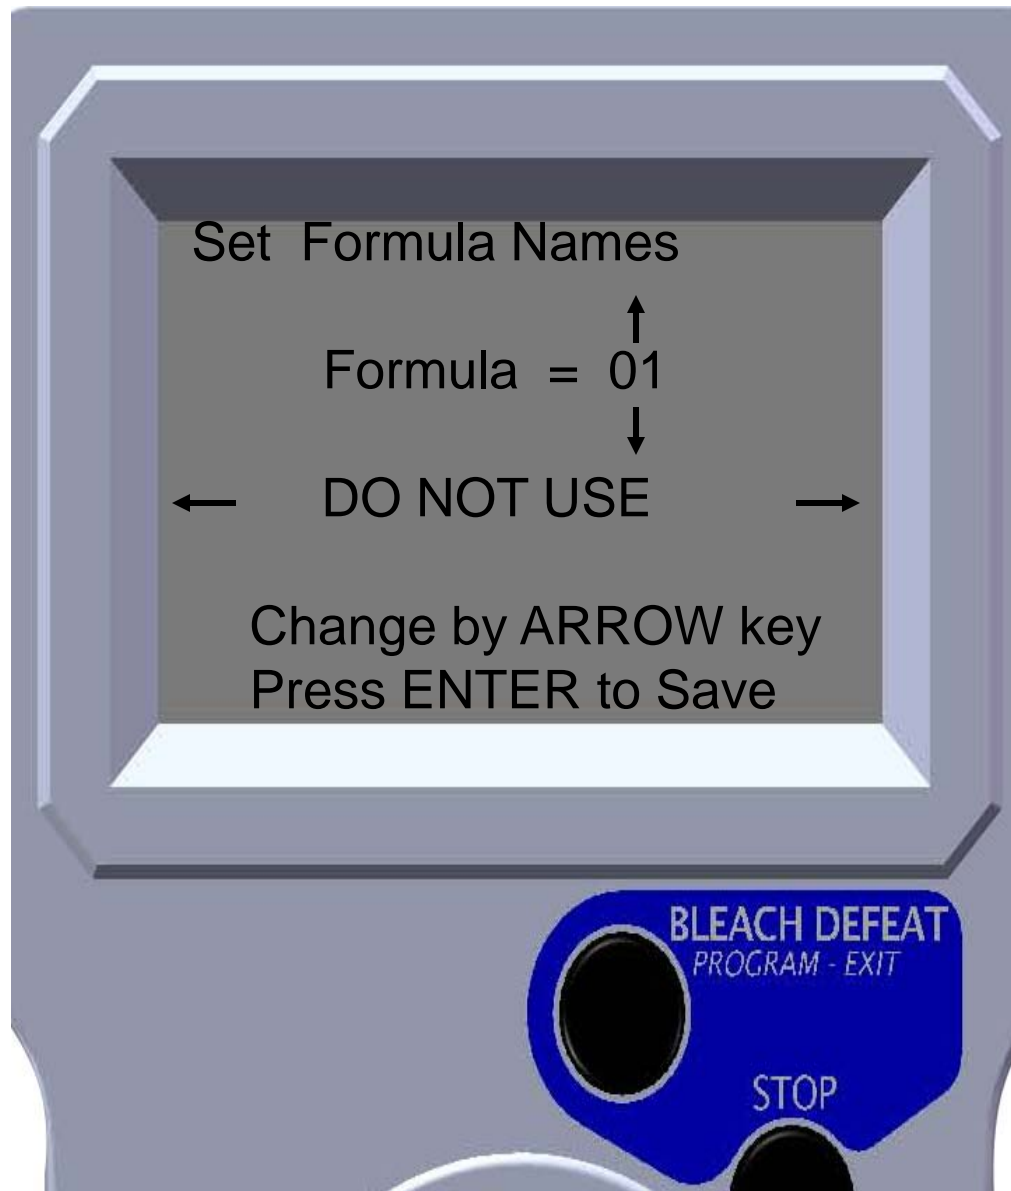 Set Formula Names
Formula = 01
DO NOT USE
Change by ARROW key
Press ENTER to Save
BLEACH DEFEAT
PROGRAM - EXIT
STOP